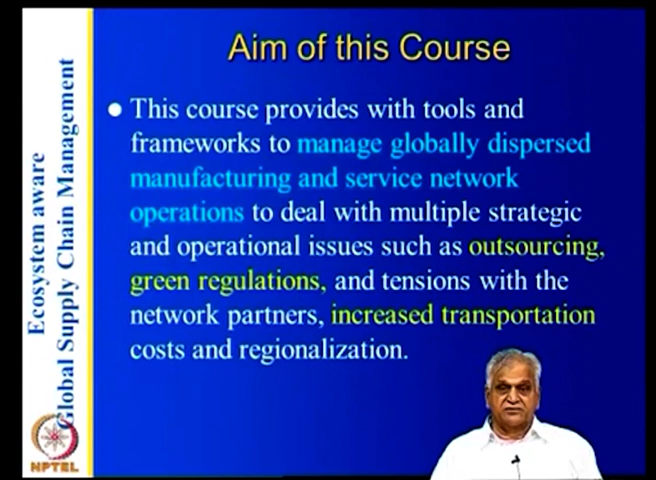 Aim of this Course
This course provides with tools and
frameworks to manage globally dispersed
manufacturing and service network
operations to deal with multiple strategic
and operational issues such as outsourcing,
green regulations, and tensions with the
network partners, increased transportation
costs and regionalization.
Ecosystem aware
Global Supply Chain Management
NPTEL